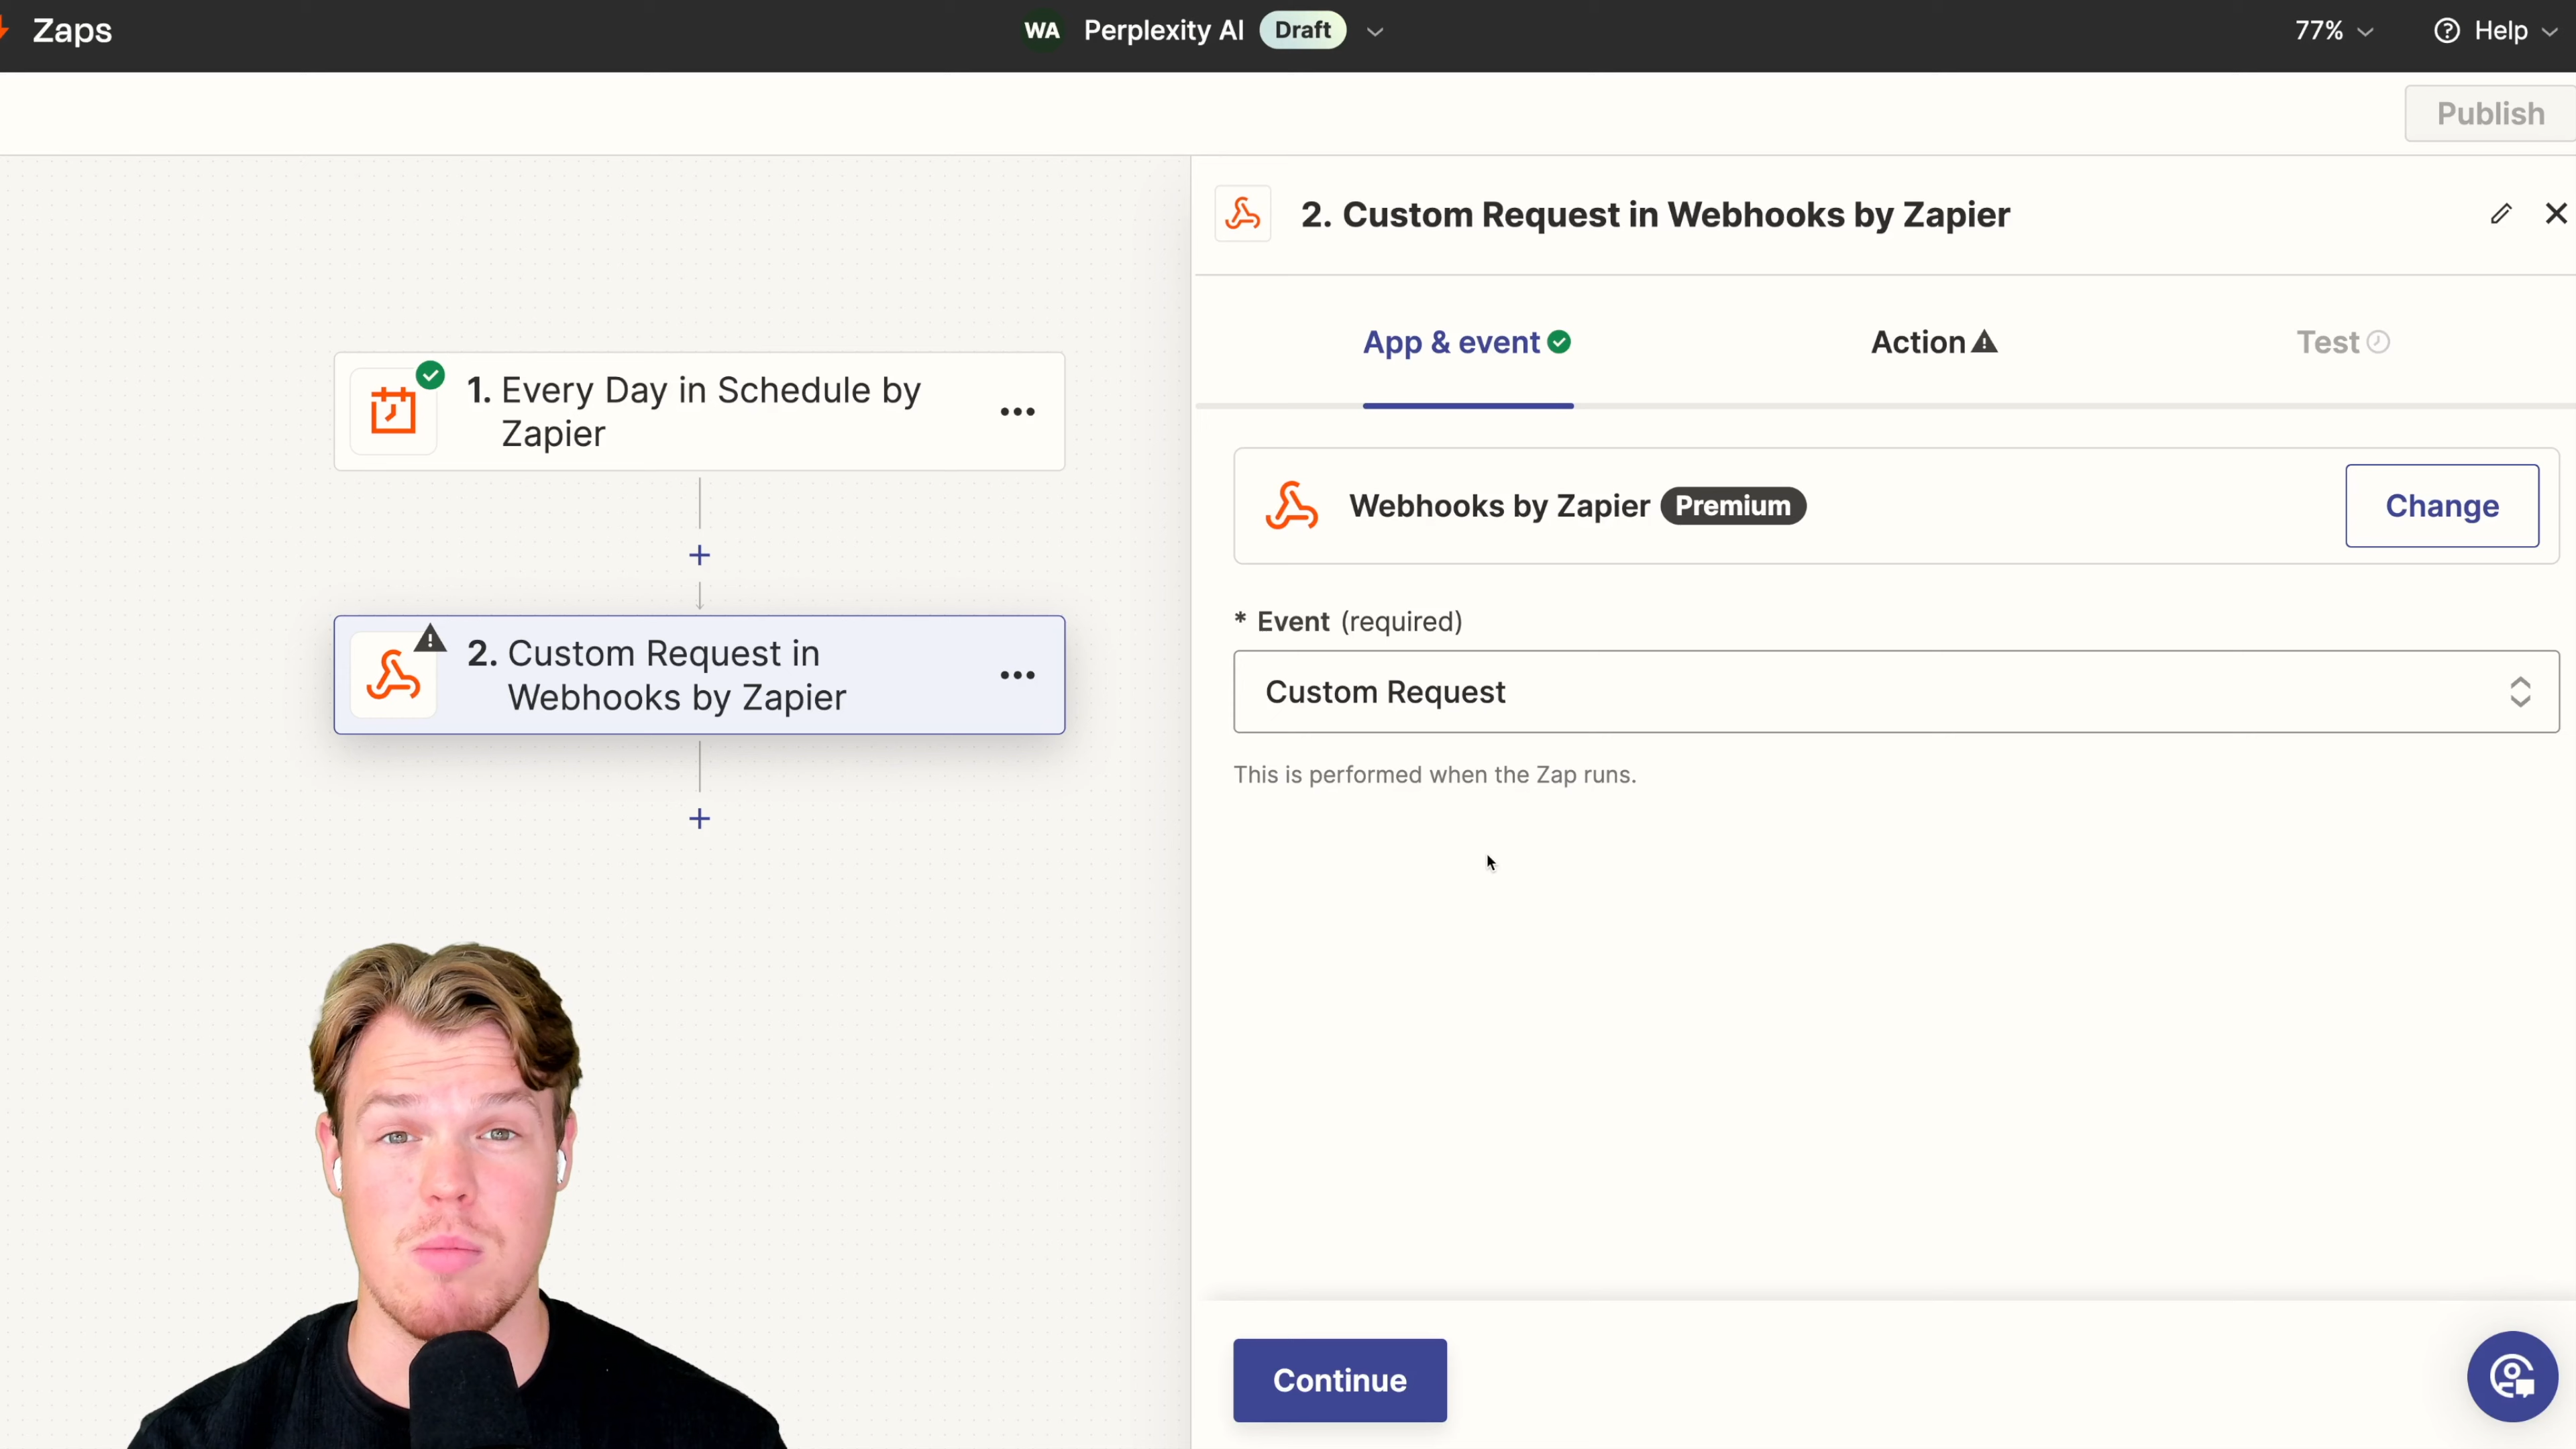 Zaps
WA Perplexity AI Draft
77%
Help
Publish
2. Custom Request in Webhooks by Zapier
App & event
Action
Test
1. Every Day in Schedule by
Zapier
Webhooks by Zapier Premium
Change
* Event (required)
Custom Request
This is performed when the Zap runs.
2. Custom Request in
Webhooks by Zapier
Continue